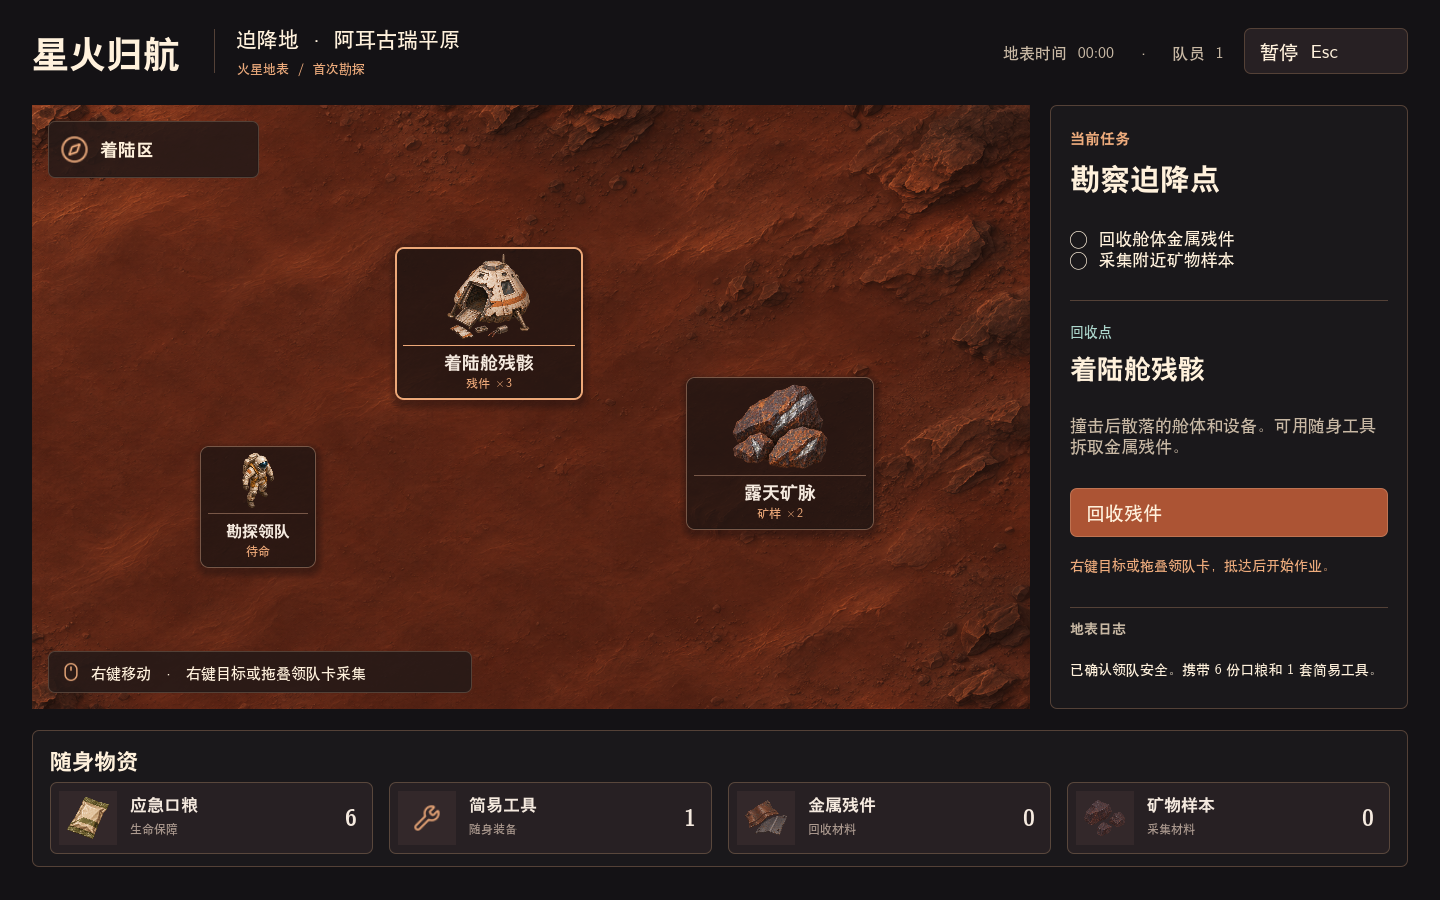 星火归航
迫降地 · 阿耳古瑞平原
火星地表 / 首次勘探
地表时间 00:00 · 队员 1
暂停 Esc
着陆区
着陆舱残骸
残件 ×3
露天矿脉
矿样 ×2
勘探领队
待命
右键移动 · 右键目标或拖叠领队卡采集
当前任务
勘察迫降点
回收舱体金属残件
采集附近矿物样本
回收点
着陆舱残骸
撞击后散落的舱体和设备。可用随身工具
拆取金属残件。
回收残件
右键目标或拖叠领队卡，抵达后开始作业。
地表日志
已确认领队安全。携带 6 份口粮和 1 套简易工具。
随身物资
应急口粮
生命保障
6
简易工具
随身装备
1
金属残件
回收材料
0
矿物样本
采集材料
0